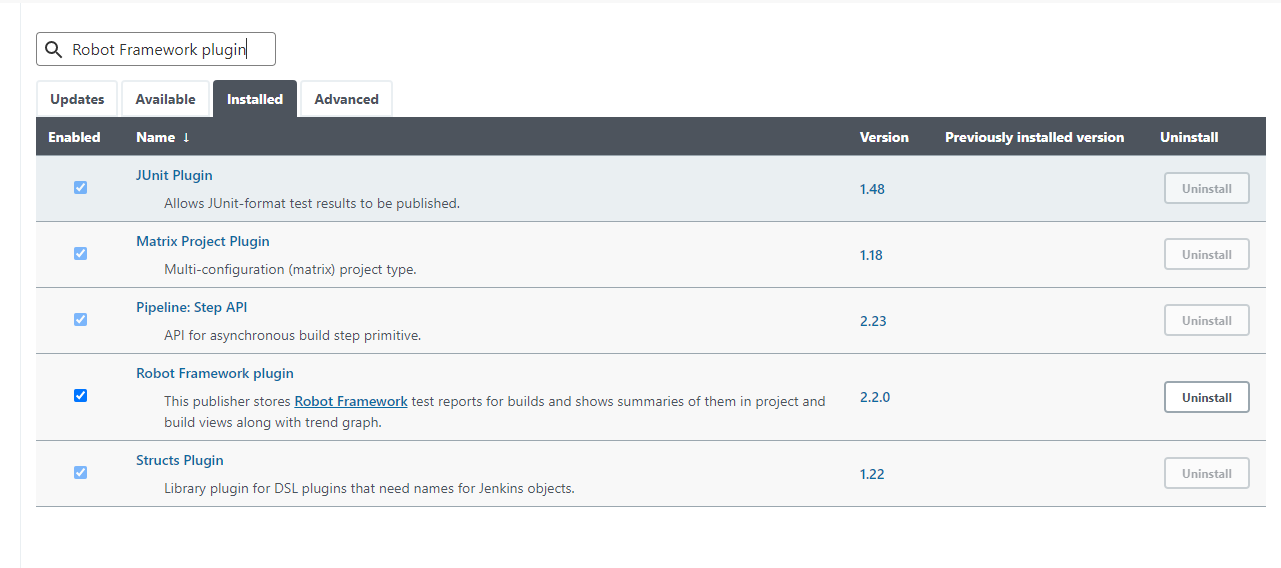 Robot Framework plugin
Updates Available Installed Advanced
Enabled Name ↓ Version Previously installed version Uninstall
JUnit Plugin
Allows JUnit-format test results to be published.
1.48 Uninstall
Matrix Project Plugin
Multi-configuration (matrix) project type.
1.18 Uninstall
Pipeline: Step API
API for asynchronous build step primitive.
2.23 Uninstall
Robot Framework plugin
This publisher stores Robot Framework test reports for builds and shows summaries of them in project and
build views along with trend graph.
2.2.0 Uninstall
Structs Plugin
Library plugin for DSL plugins that need names for Jenkins objects.
1.22 Uninstall